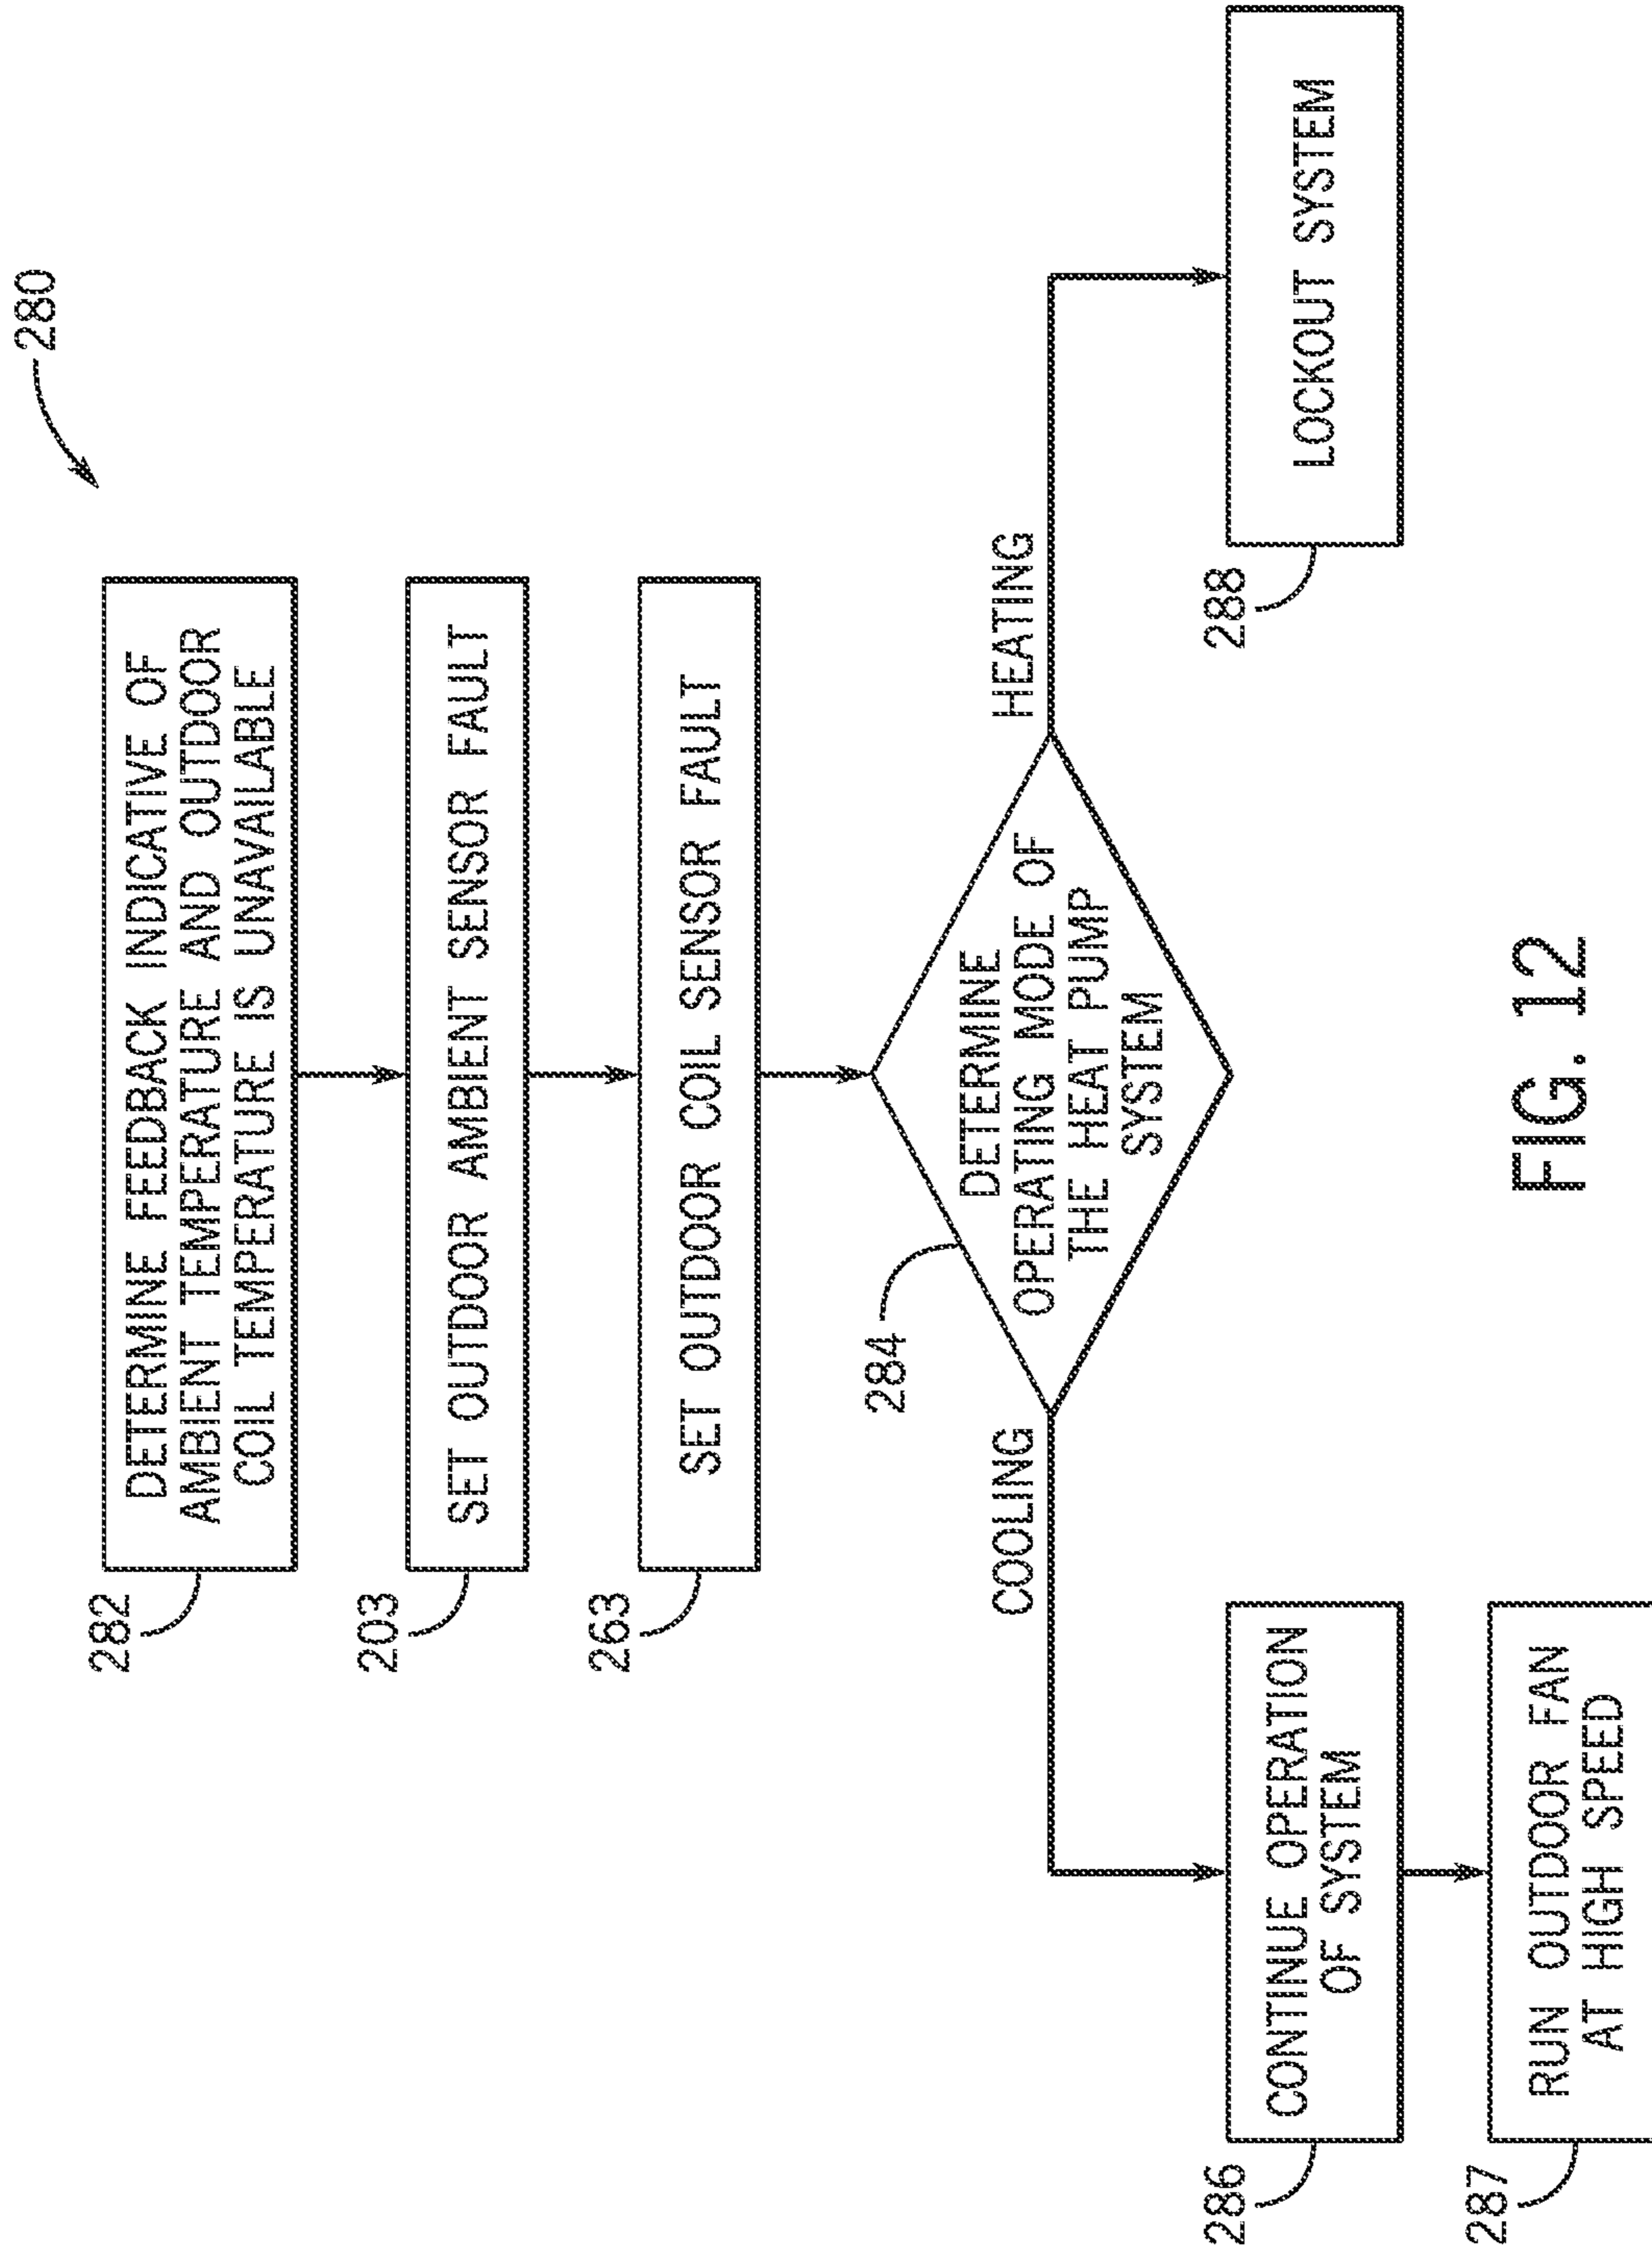 280
282
DETERMINE FEEDBACK INDICATIVE OF
AMBIENT TEMPERATURE AND OUTDOOR
COIL TEMPERATURE IS UNAVAILABLE
203
SET OUTDOOR AMBIENT SENSOR FAULT
263
SET OUTDOOR COIL SENSOR FAULT
284
DETERMINE
OPERATING MODE OF
THE HEAT PUMP
SYSTEM
COOLING
HEATING
286
CONTINUE OPERATION
OF SYSTEM
288
LOCKOUT SYSTEM
287
RUN OUTDOOR FAN
AT HIGH SPEED
FIG. 12